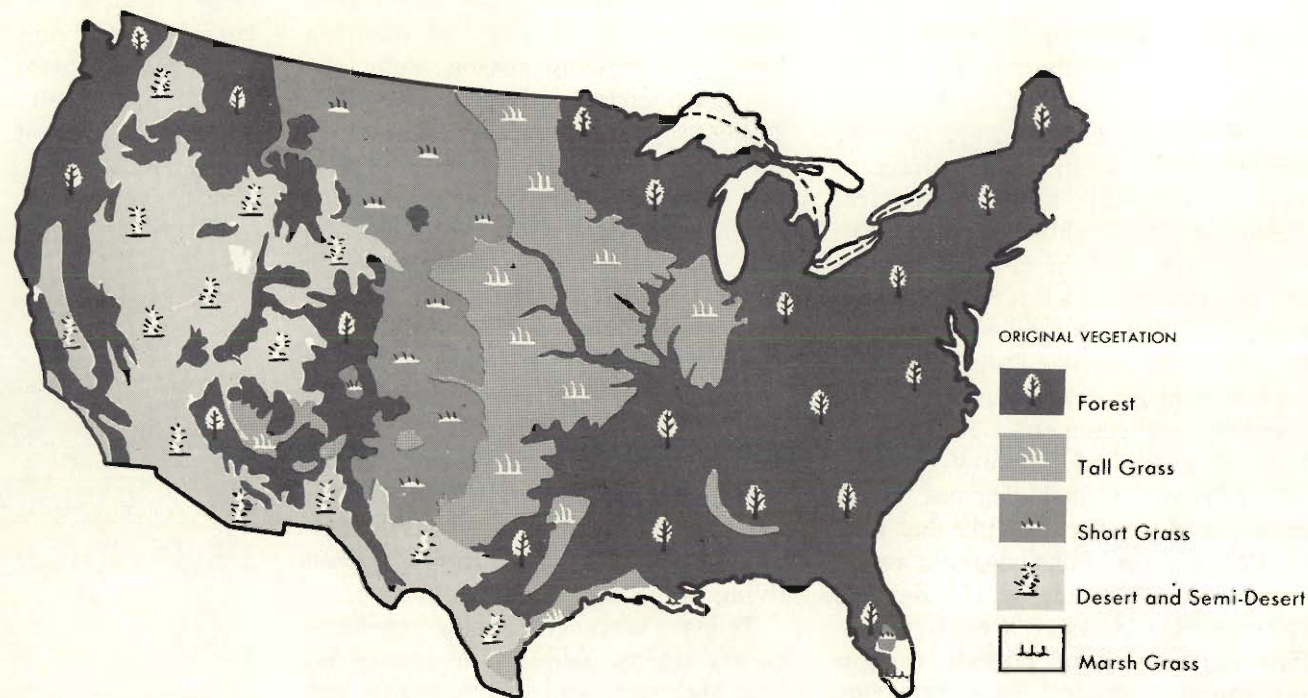 ORIGINAL VEGETATION
Forest
Tall Grass
Short Grass
Desert and Semi-Desert
Marsh Grass